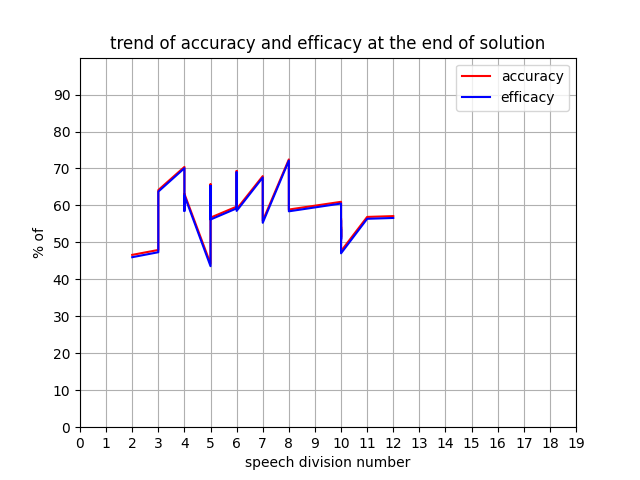 trend of accuracy and efficacy at the end of solution
accuracy
efficacy
90
80
70
60
50
40
30
20
10
0
% of
0 1 2 3 4 5 6 7 8 9 10 11 12 13 14 15 16 17 18 19
speech division number